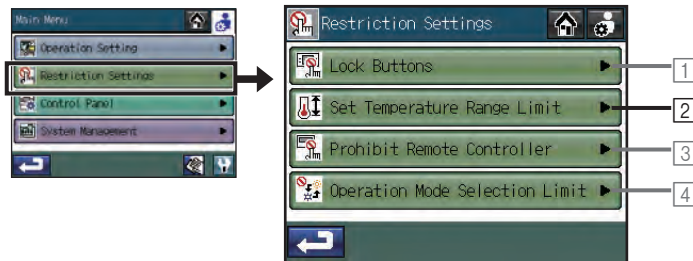 Main Menu
Operation Setting
Restriction Settings
Control Panel
System Management
Restriction Settings
Lock Buttons
1
Set Temperature Range Limit
2
Prohibit Remote Controller
3
Operation Mode Selection Limit
4